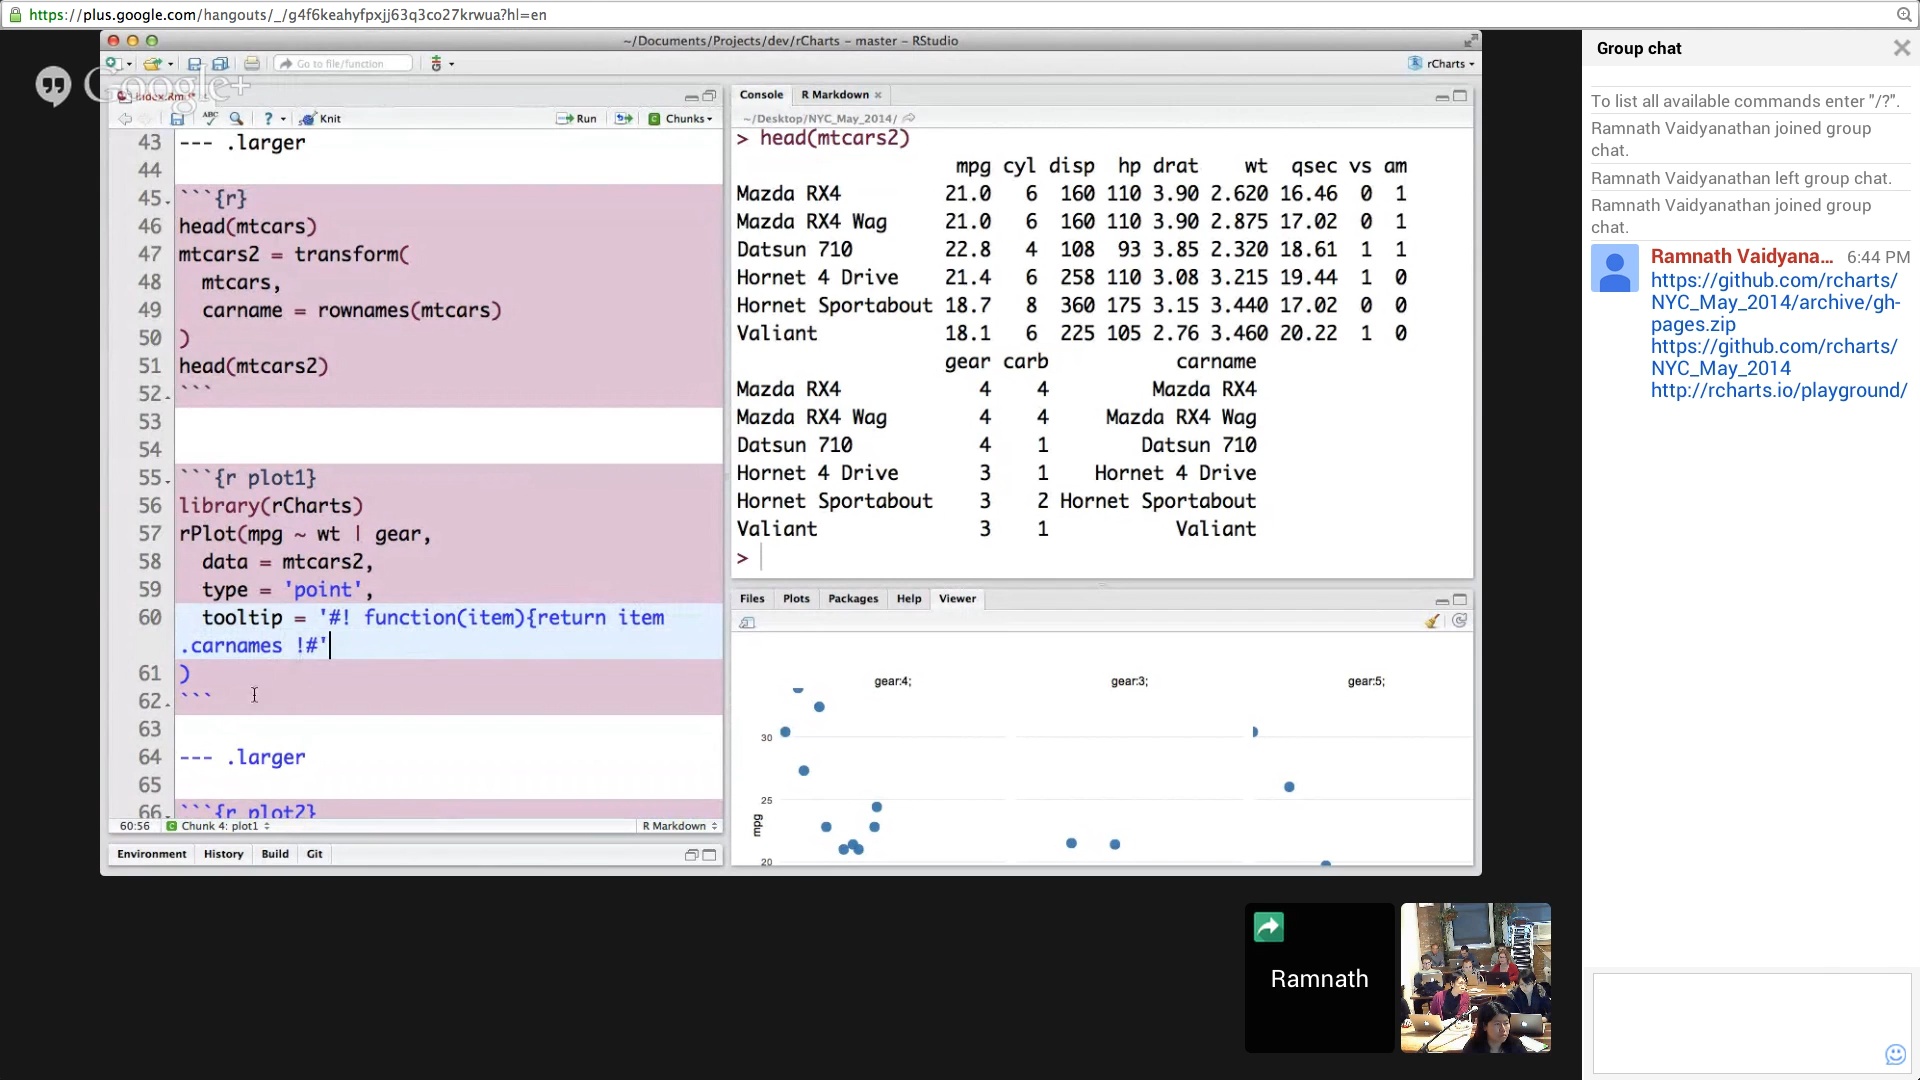 https://plus.google.com/hangouts/_/g4f6keahyfpxjj63q3co27krwua?hl=en
~/Documents/Projects/dev/rCharts - master - RStudio
Go to file/function
rCharts
Google+
index.Rmd*
ABC
Knit
Run
Chunks
43 --- .larger
44
45 ```{r}
46 head(mtcars)
47 mtcars2 = transform(
48 mtcars,
49 carname = rownames(mtcars)
50 )
51 head(mtcars2)
52 ```
53
54
55 ```{r plot1}
56 library(rCharts)
57 rPlot(mpg ~ wt | gear,
58 data = mtcars2,
59 type = 'point',
60 tooltip = '#! function(item){return item
.carnames !#'
61 )
62 ```
63
64 --- .larger
65
66 ```{r plot2}
60:56 Chunk 4: plot1
R Markdown
Environment History Build Git
Console R Markdown
~/Desktop/NYC_May_2014/
> head(mtcars2)
mpg cyl disp hp drat wt qsec vs am
Mazda RX4 21.0 6 160 110 3.90 2.620 16.46 0 1
Mazda RX4 Wag 21.0 6 160 110 3.90 2.875 17.02 0 1
Datsun 710 22.8 4 108 93 3.85 2.320 18.61 1 1
Hornet 4 Drive 21.4 6 258 110 3.08 3.215 19.44 1 0
Hornet Sportabout 18.7 8 360 175 3.15 3.440 17.02 0 0
Valiant 18.1 6 225 105 2.76 3.460 20.22 1 0
gear carb carname
Mazda RX4 4 4 Mazda RX4
Mazda RX4 Wag 4 4 Mazda RX4 Wag
Datsun 710 4 1 Datsun 710
Hornet 4 Drive 3 1 Hornet 4 Drive
Hornet Sportabout 3 2 Hornet Sportabout
Valiant 3 1 Valiant
>
Files Plots Packages Help Viewer
gear:4; gear:3; gear:5;
30
25
20
mpg
Ramnath
Group chat
To list all available commands enter "/?".
Ramnath Vaidyanathan joined group
chat.
Ramnath Vaidyanathan left group chat.
Ramnath Vaidyanathan joined group
chat.
Ramnath Vaidyana... 6:44 PM
https://github.com/rcharts/
NYC_May_2014/archive/gh-
pages.zip
https://github.com/rcharts/
NYC_May_2014
http://rcharts.io/playground/